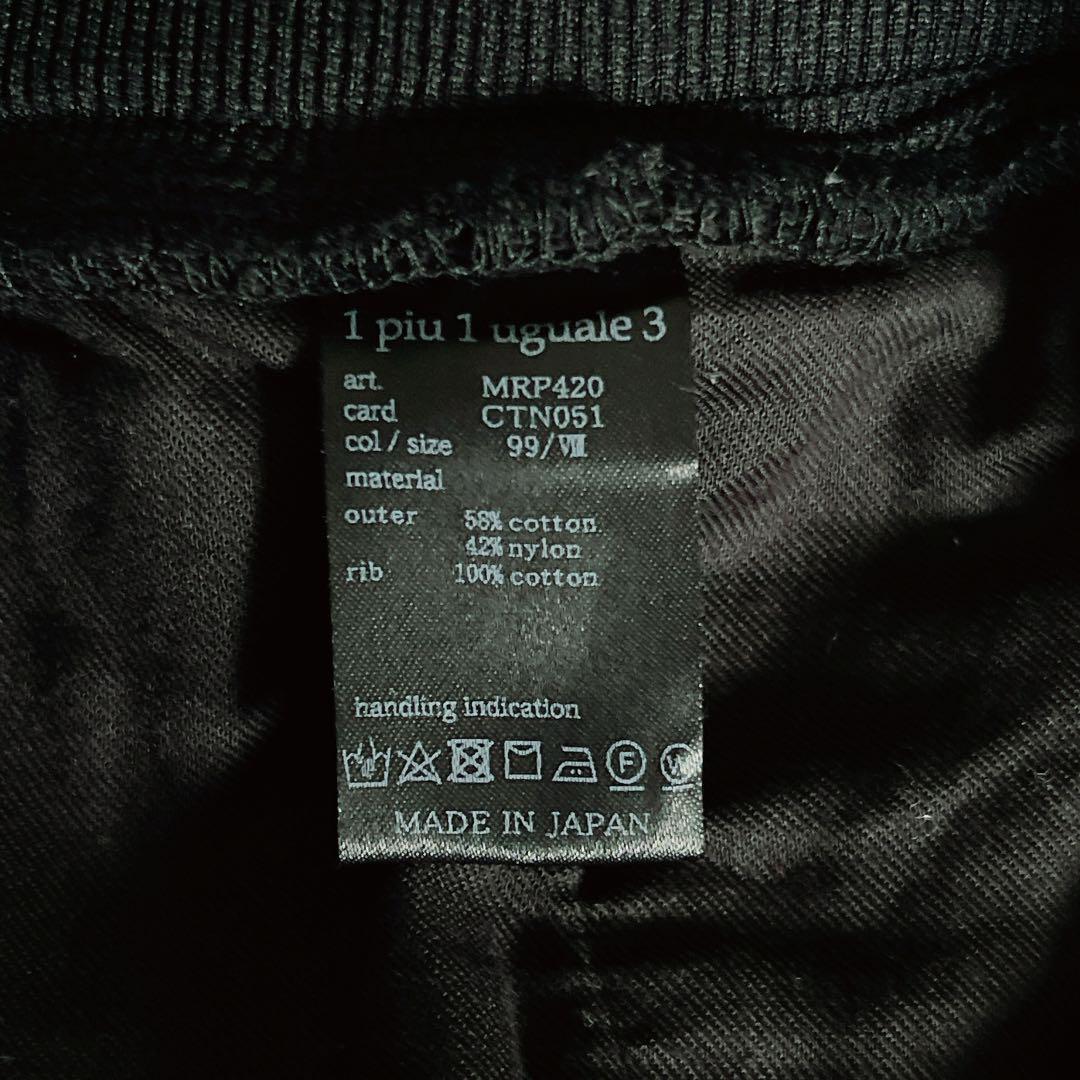 1 piu 1 uguale 3
art. MRP420
card CTN051
col / size 99/Ⅷ
material
outer 58% cotton
42% nylon
rib 100% cotton
handling indication
F W
MADE IN JAPAN